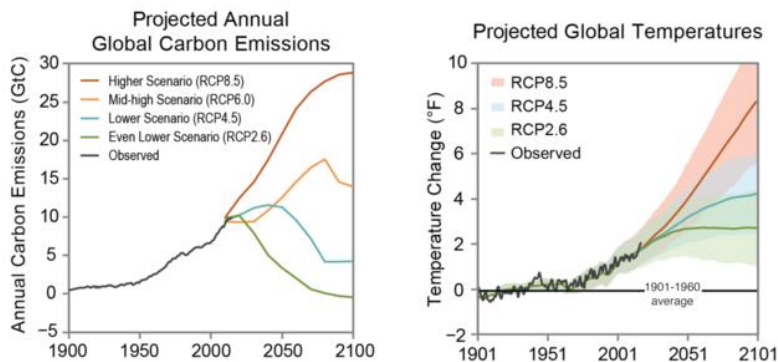 Projected Annual
Global Carbon Emissions
Annual Carbon Emissions (GtC)
30
25
20
15
10
5
0
−5
Higher Scenario (RCP8.5)
Mid-high Scenario (RCP6.0)
Lower Scenario (RCP4.5)
Even Lower Scenario (RCP2.6)
Observed
1900
1950
2000
2050
2100
Projected Global Temperatures
Temperature Change (°F)
10
8
6
4
2
0
−2
RCP8.5
RCP4.5
RCP2.6
Observed
1901-1960
average
1901
1951
2001
2051
2101